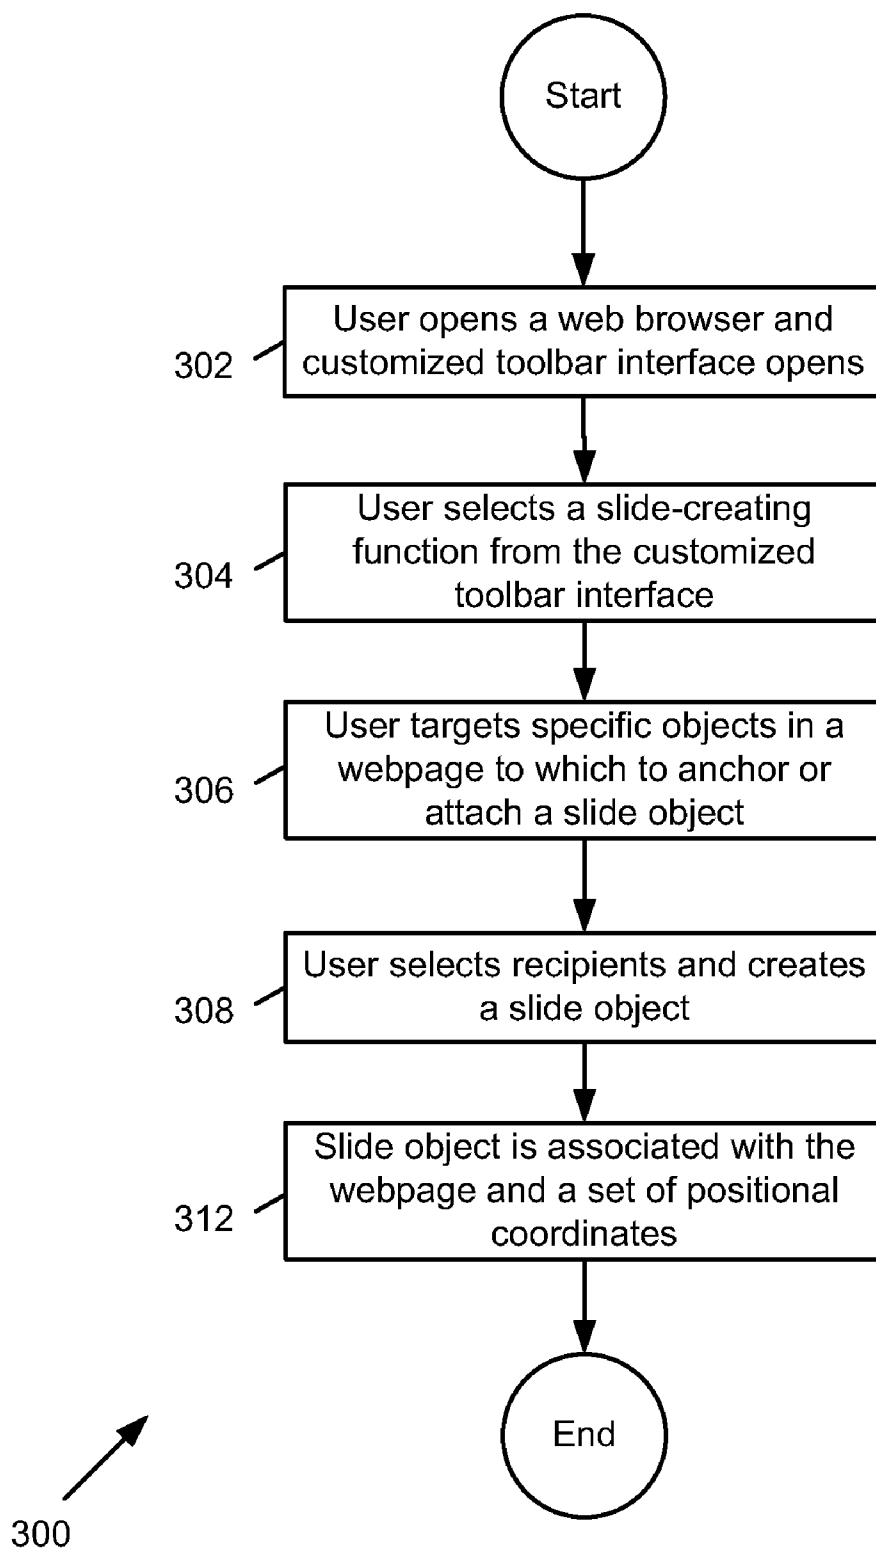 Start
User opens a web browser and
customized toolbar interface opens
302
User selects a slide-creating
function from the customized
toolbar interface
304
User targets specific objects in a
webpage to which to anchor or
attach a slide object
306
User selects recipients and creates
a slide object
308
Slide object is associated with the
webpage and a set of positional
coordinates
312
End
300